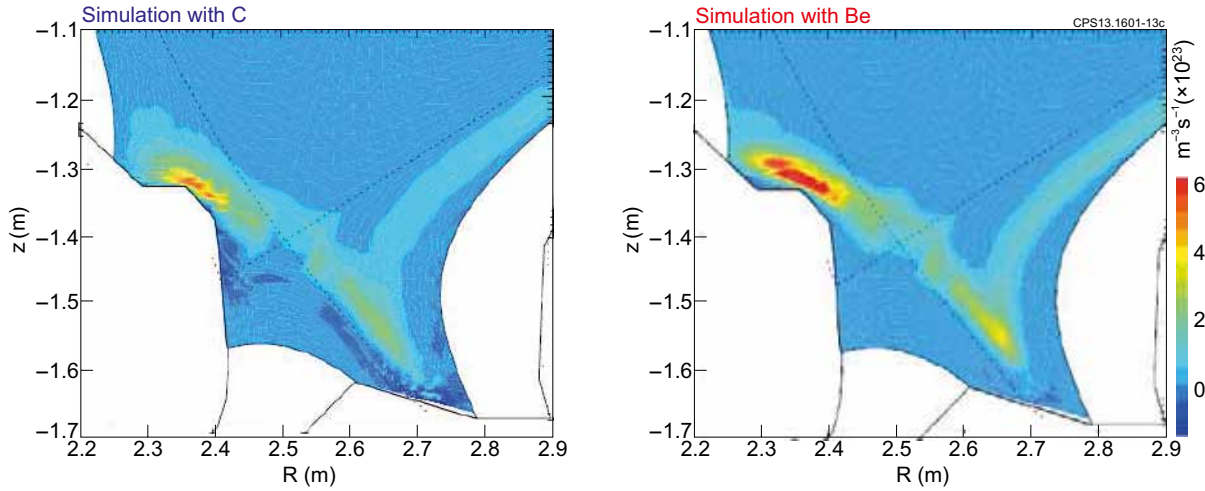 Simulation with C
−1.1
−1.2
−1.3
−1.4
−1.5
−1.6
−1.7
z (m)
2.2 2.3 2.4 2.5 2.6 2.7 2.8 2.9
R (m)
Simulation with Be
CPS13.1601-13c
−1.1
−1.2
−1.3
−1.4
−1.5
−1.6
−1.7
z (m)
2.2 2.3 2.4 2.5 2.6 2.7 2.8 2.9
R (m)
m⁻³s⁻¹(×10²³)
6
4
2
0